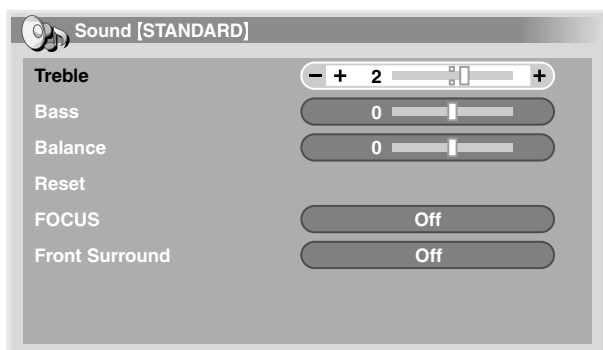 Sound [STANDARD]
Treble − + 2 +
Bass 0
Balance 0
Reset
FOCUS Off
Front Surround Off